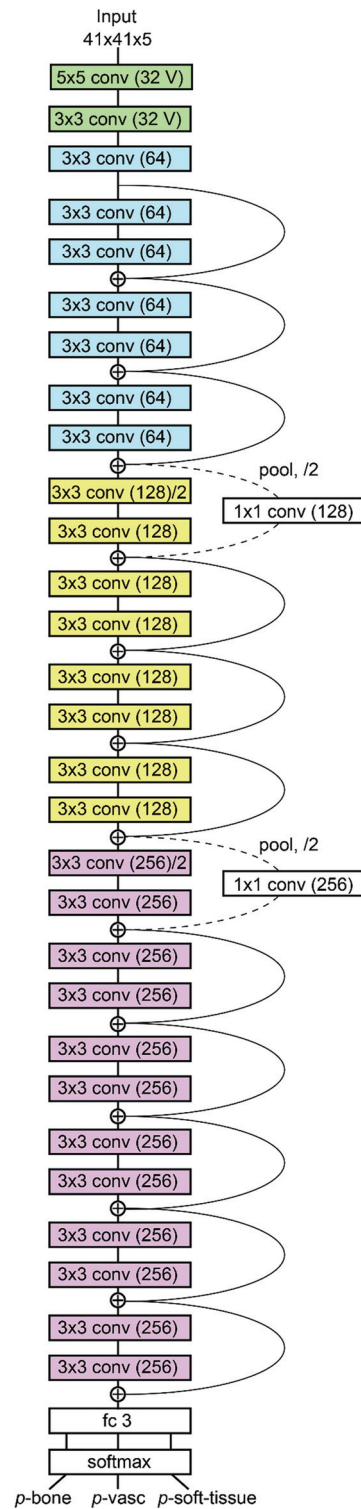 Input
41x41x5
5x5 conv (32 V)
3x3 conv (32 V)
3x3 conv (64)
3x3 conv (64)
3x3 conv (64)
3x3 conv (64)
3x3 conv (64)
3x3 conv (64)
3x3 conv (64)
pool, /2
3x3 conv (128)/2
1x1 conv (128)
3x3 conv (128)
3x3 conv (128)
3x3 conv (128)
3x3 conv (128)
3x3 conv (128)
3x3 conv (128)
3x3 conv (128)
pool, /2
3x3 conv (256)/2
1x1 conv (256)
3x3 conv (256)
3x3 conv (256)
3x3 conv (256)
3x3 conv (256)
3x3 conv (256)
3x3 conv (256)
3x3 conv (256)
3x3 conv (256)
3x3 conv (256)
3x3 conv (256)
3x3 conv (256)
fc 3
softmax
p-bone p-vasc p-soft-tissue